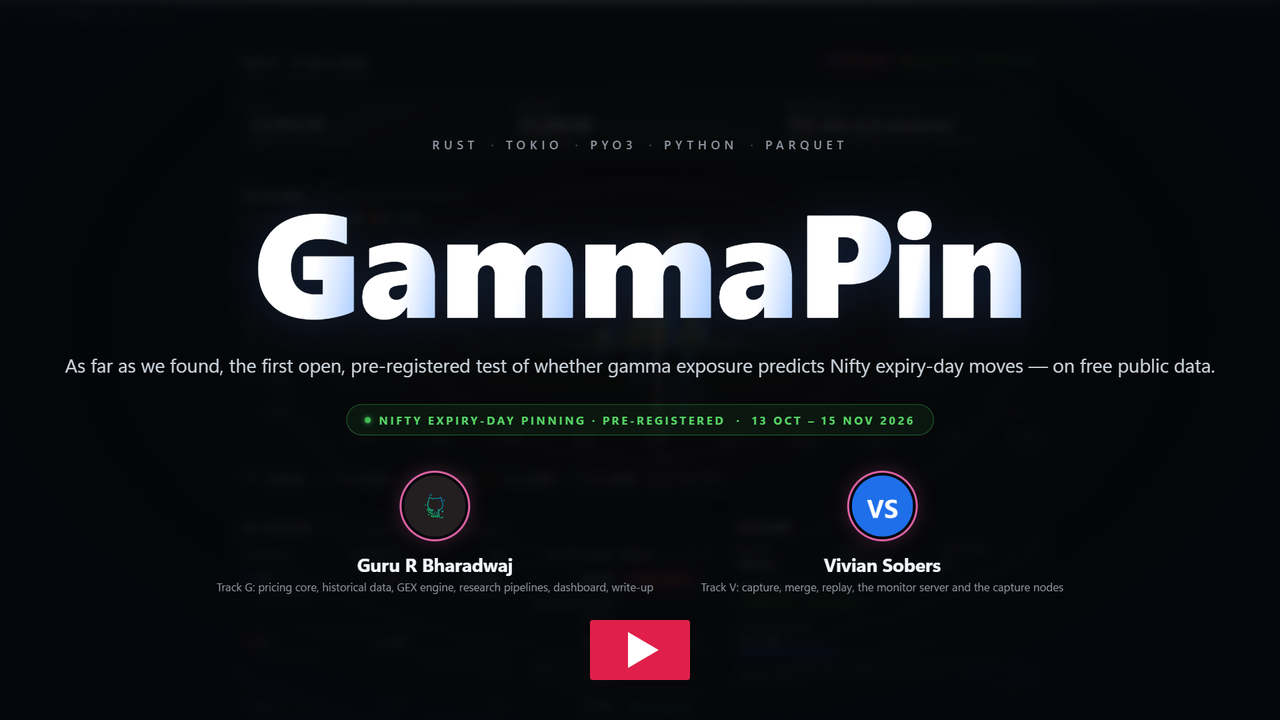 RUST · TOKIO · PYO3 · PYTHON · PARQUET
GammaPin
As far as we found, the first open, pre-registered test of whether gamma exposure predicts Nifty expiry-day moves — on free public data.
NIFTY EXPIRY-DAY PINNING · PRE-REGISTERED · 13 OCT – 15 NOV 2026
VS
Guru R Bharadwaj
Vivian Sobers
Track G: pricing core, historical data, GEX engine, research pipelines, dashboard, write-up
Track V: capture, merge, replay, the monitor server and the capture nodes